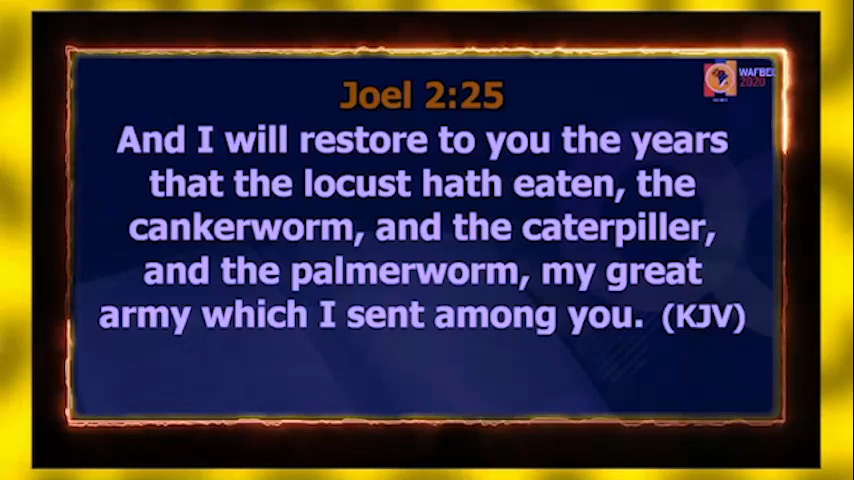 WAFBEC
2020
Joel 2:25
And I will restore to you the years
that the locust hath eaten, the
cankerworm, and the caterpiller,
and the palmerworm, my great
army which I sent among you. (KJV)